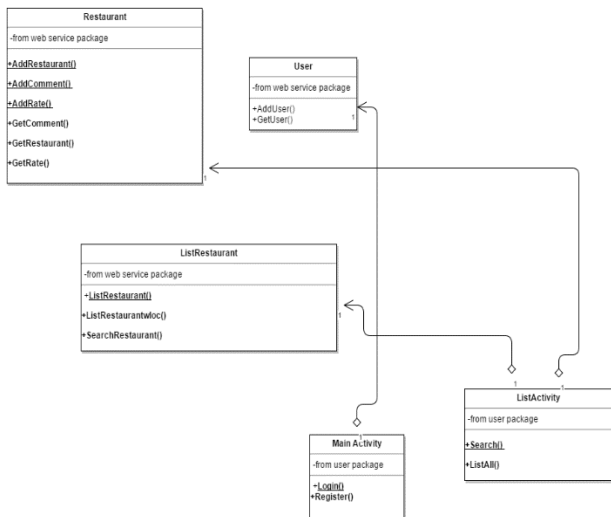 Restaurant
-from web service package
+AddRestaurant()
+AddComment()
+AddRate()
+GetComment()
+GetRestaurant()
+GetRate()
1
User
-from web service package
+AddUser()
+GetUser()
1
ListRestaurant
-from web service package
+ListRestaurant()
+ListRestaurantwloc()
+SearchRestaurant()
1
1
1
ListActivity
-from user package
+Search()
+ListAll()
1
Main Activity
-from user package
+Login()
+Register()